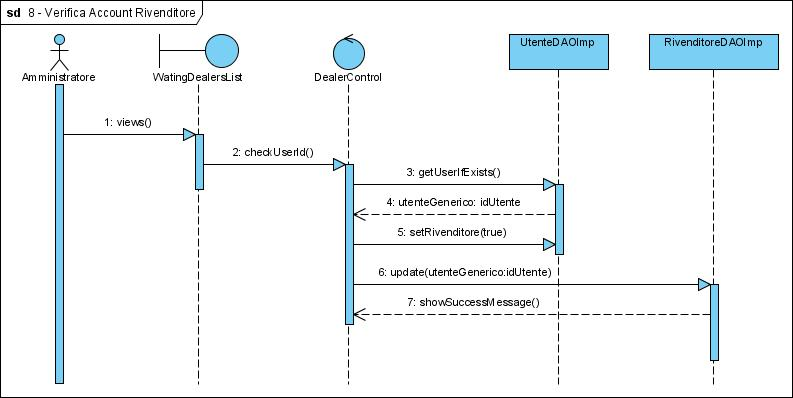 sd 8 - Verifica Account Rivenditore
Amministratore
WatingDealersList
DealerControl
UtenteDAOImp
RivenditoreDAOImp
1: views()
2: checkUserId()
3: getUserIfExists()
4: utenteGenerico: idUtente
5: setRivenditore(true)
6: update(utenteGenerico:idUtente)
7: showSuccessMessage()